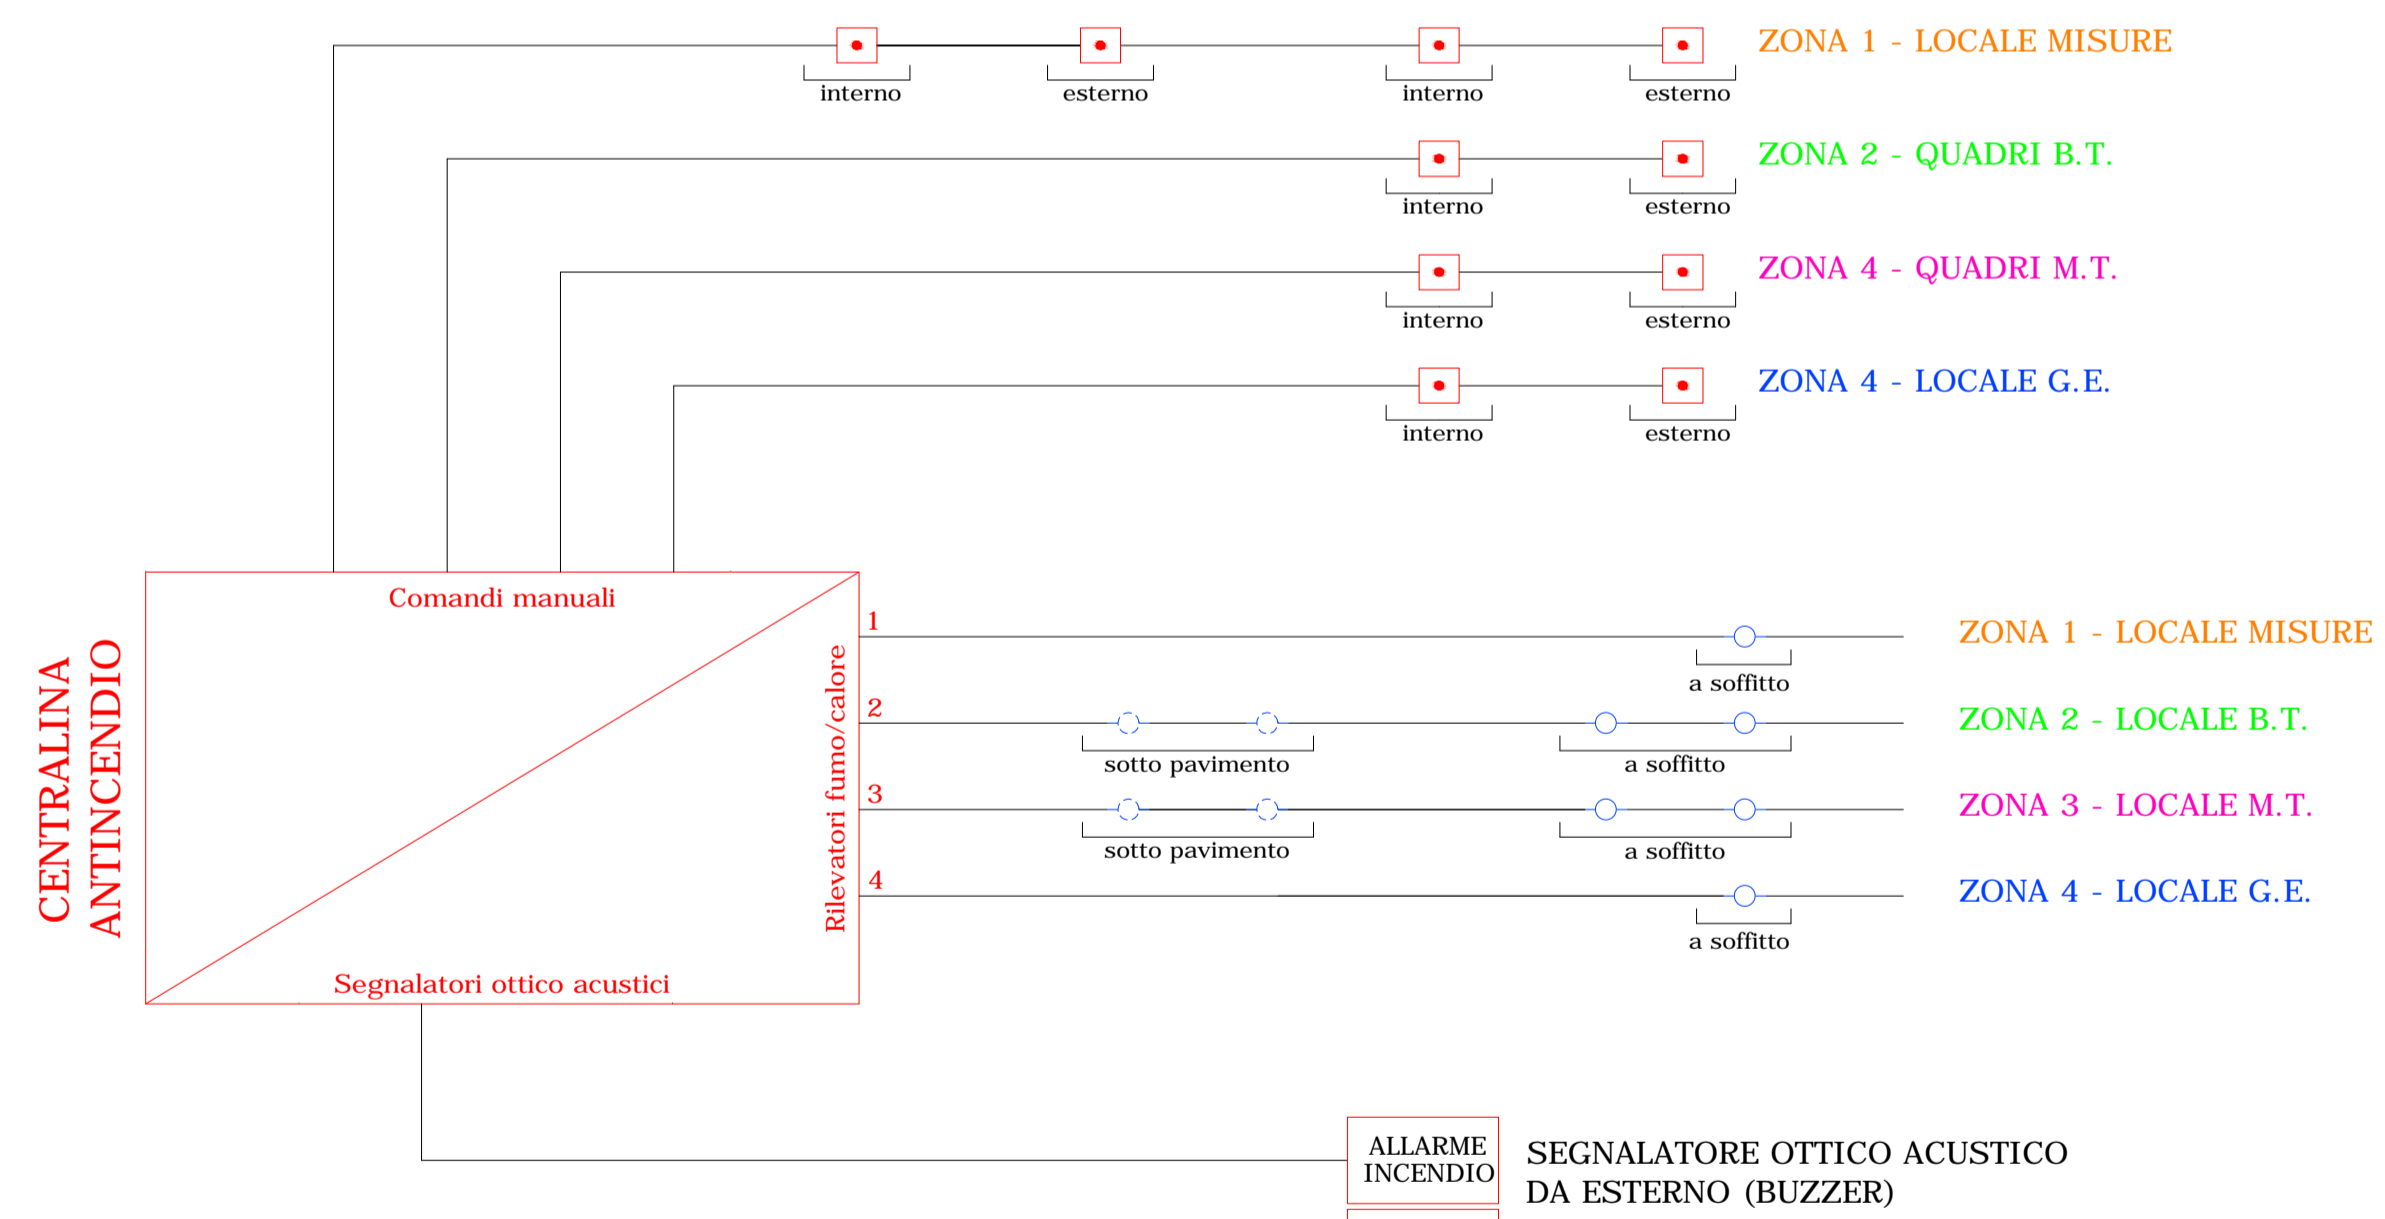 ZONA 1 - LOCALE MISURE
interno esterno interno esterno
ZONA 2 - QUADRI B.T.
interno esterno
ZONA 4 - QUADRI M.T.
interno esterno
ZONA 4 - LOCALE G.E.
interno esterno
CENTRALINA
ANTINCENDIO
Comandi manuali
Rilevatori fumo/calore
Segnalatori ottico acustici
1 ZONA 1 - LOCALE MISURE
a soffitto
2 ZONA 2 - LOCALE B.T.
sotto pavimento a soffitto
3 ZONA 3 - LOCALE M.T.
sotto pavimento a soffitto
4 ZONA 4 - LOCALE G.E.
a soffitto
ALLARME
INCENDIO
SEGNALATORE OTTICO ACUSTICO
DA ESTERNO (BUZZER)